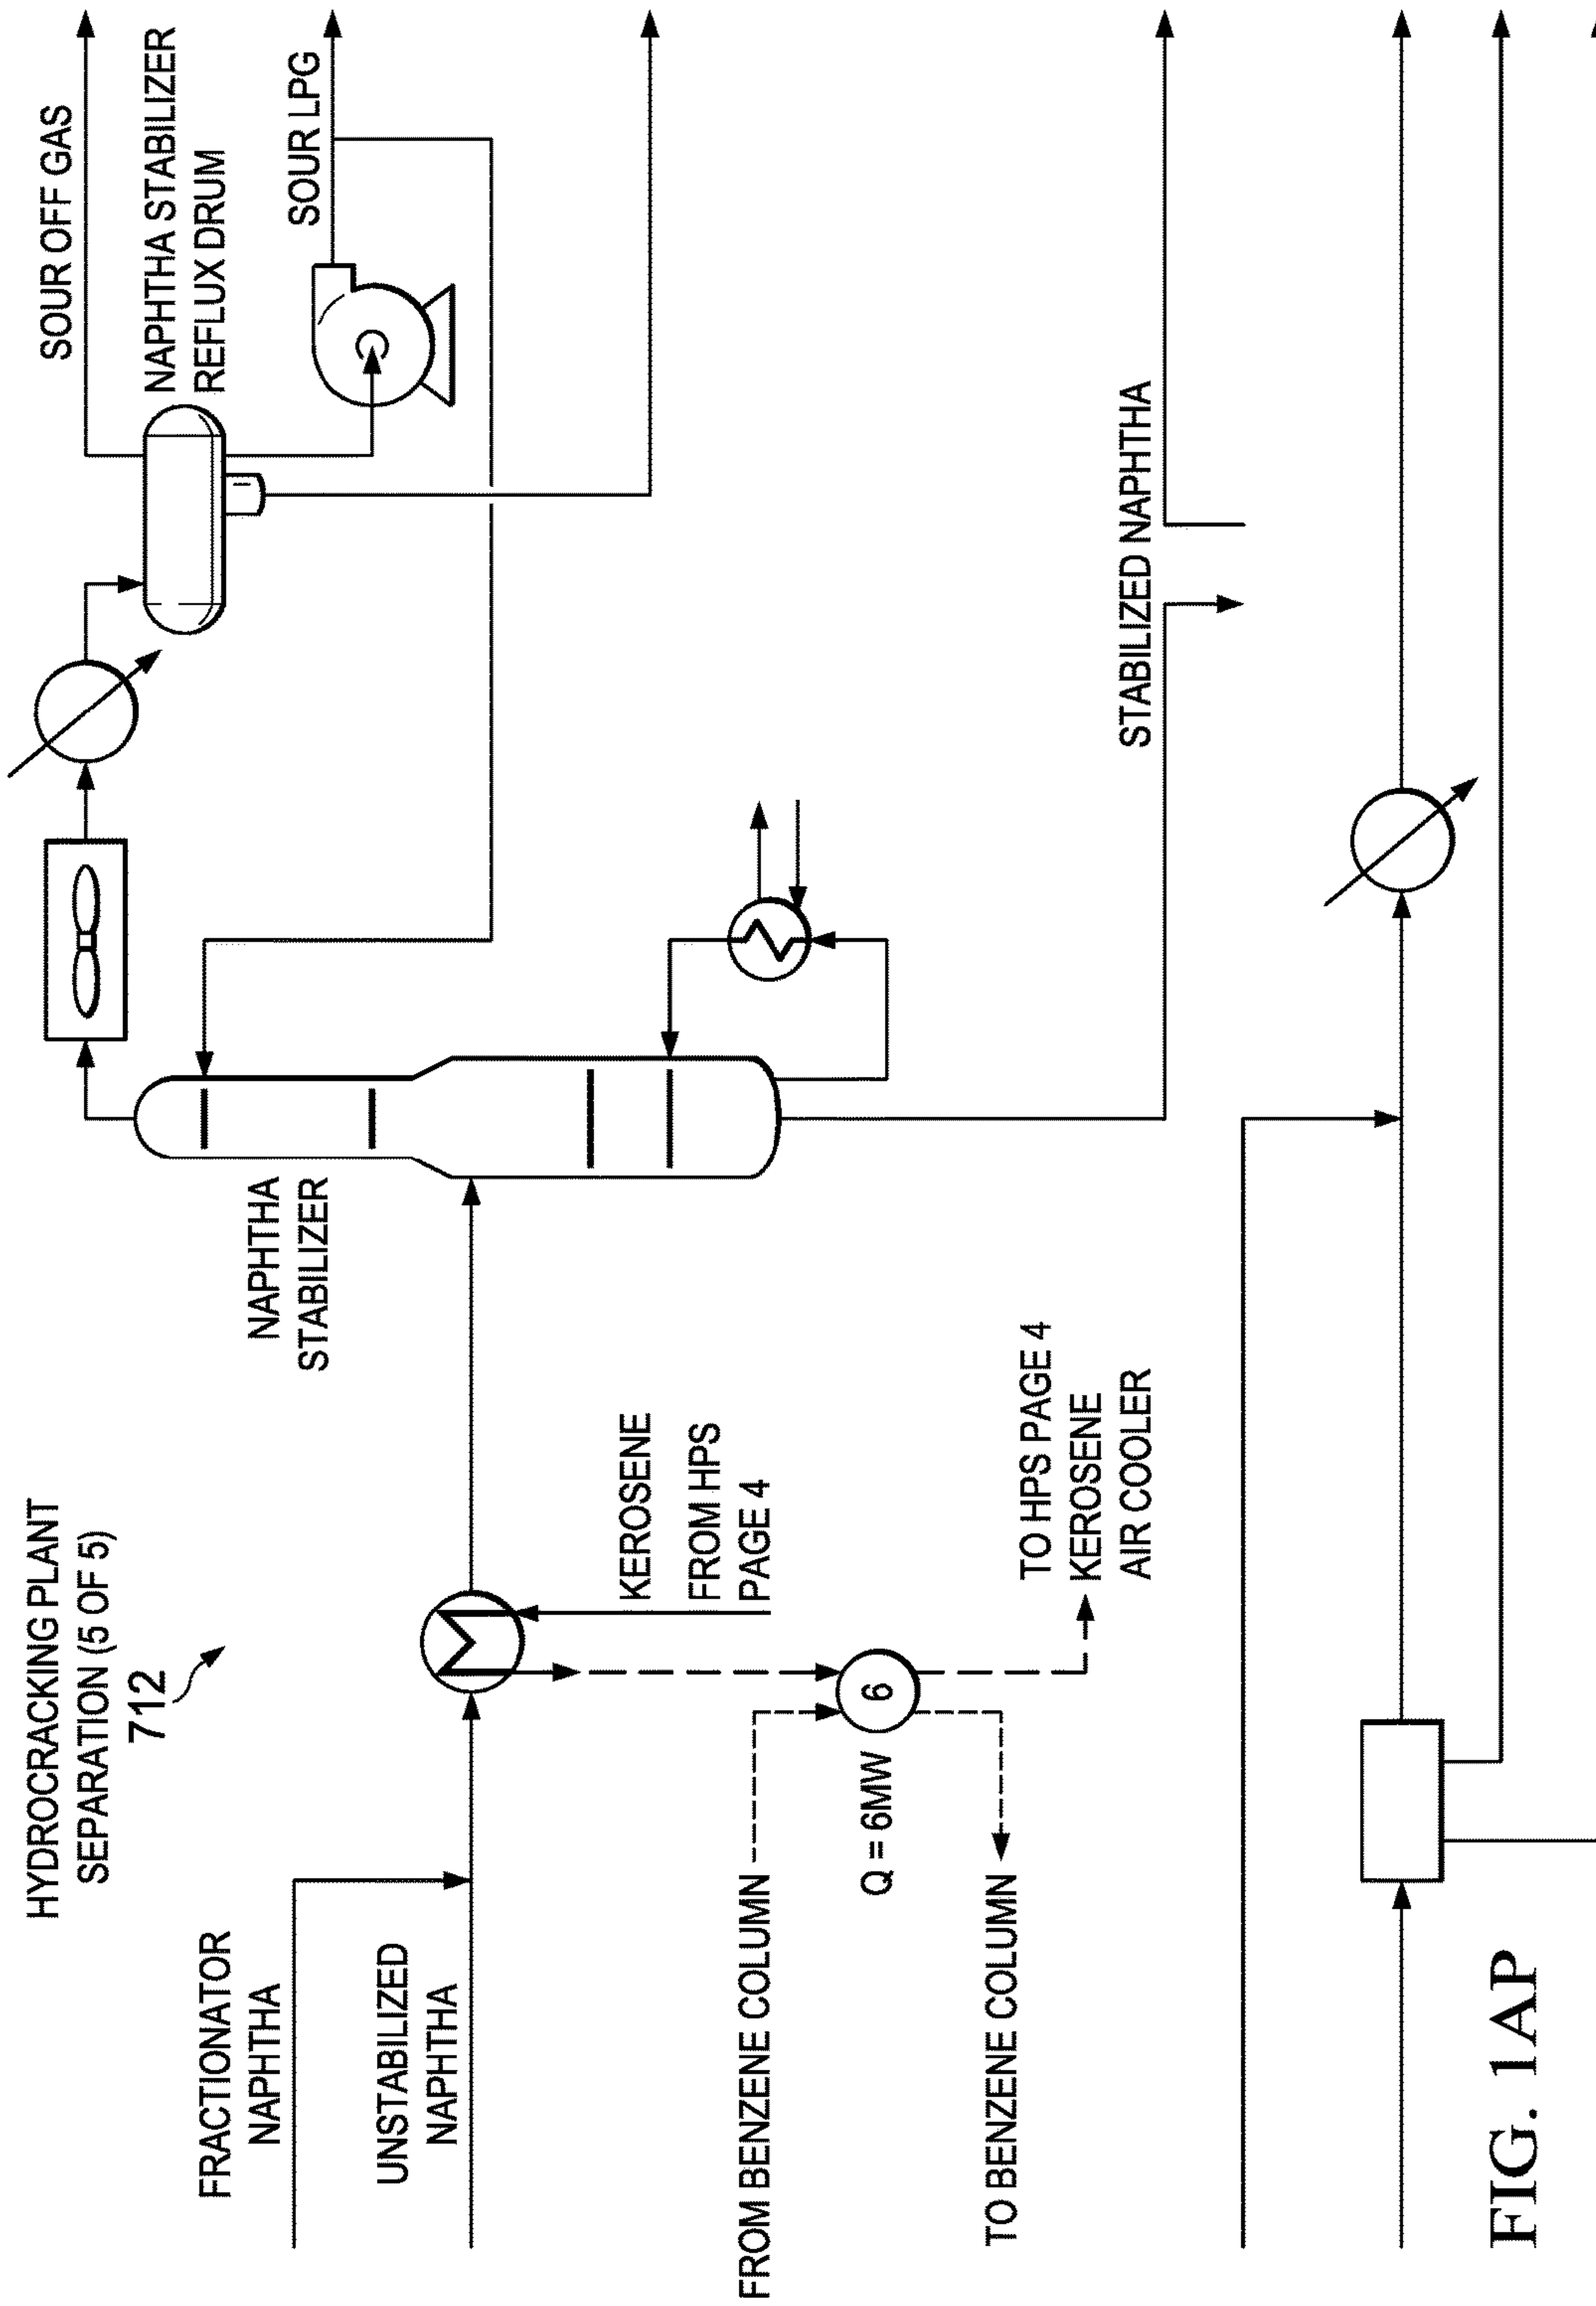 HYDROCRACKING PLANT
SEPARATION (5 OF 5)
712
FRACTIONATOR
NAPHTHA
UNSTABILIZED
NAPHTHA
NAPHTHA
STABILIZER
SOUR OFF GAS
NAPHTHA STABILIZER
REFLUX DRUM
SOUR LPG
KEROSENE
FROM HPS
PAGE 4
FROM BENZENE COLUMN
Q = 6MW
6
TO BENZENE COLUMN
TO HPS PAGE 4
KEROSENE
AIR COOLER
STABILIZED NAPHTHA
FIG. 1AP